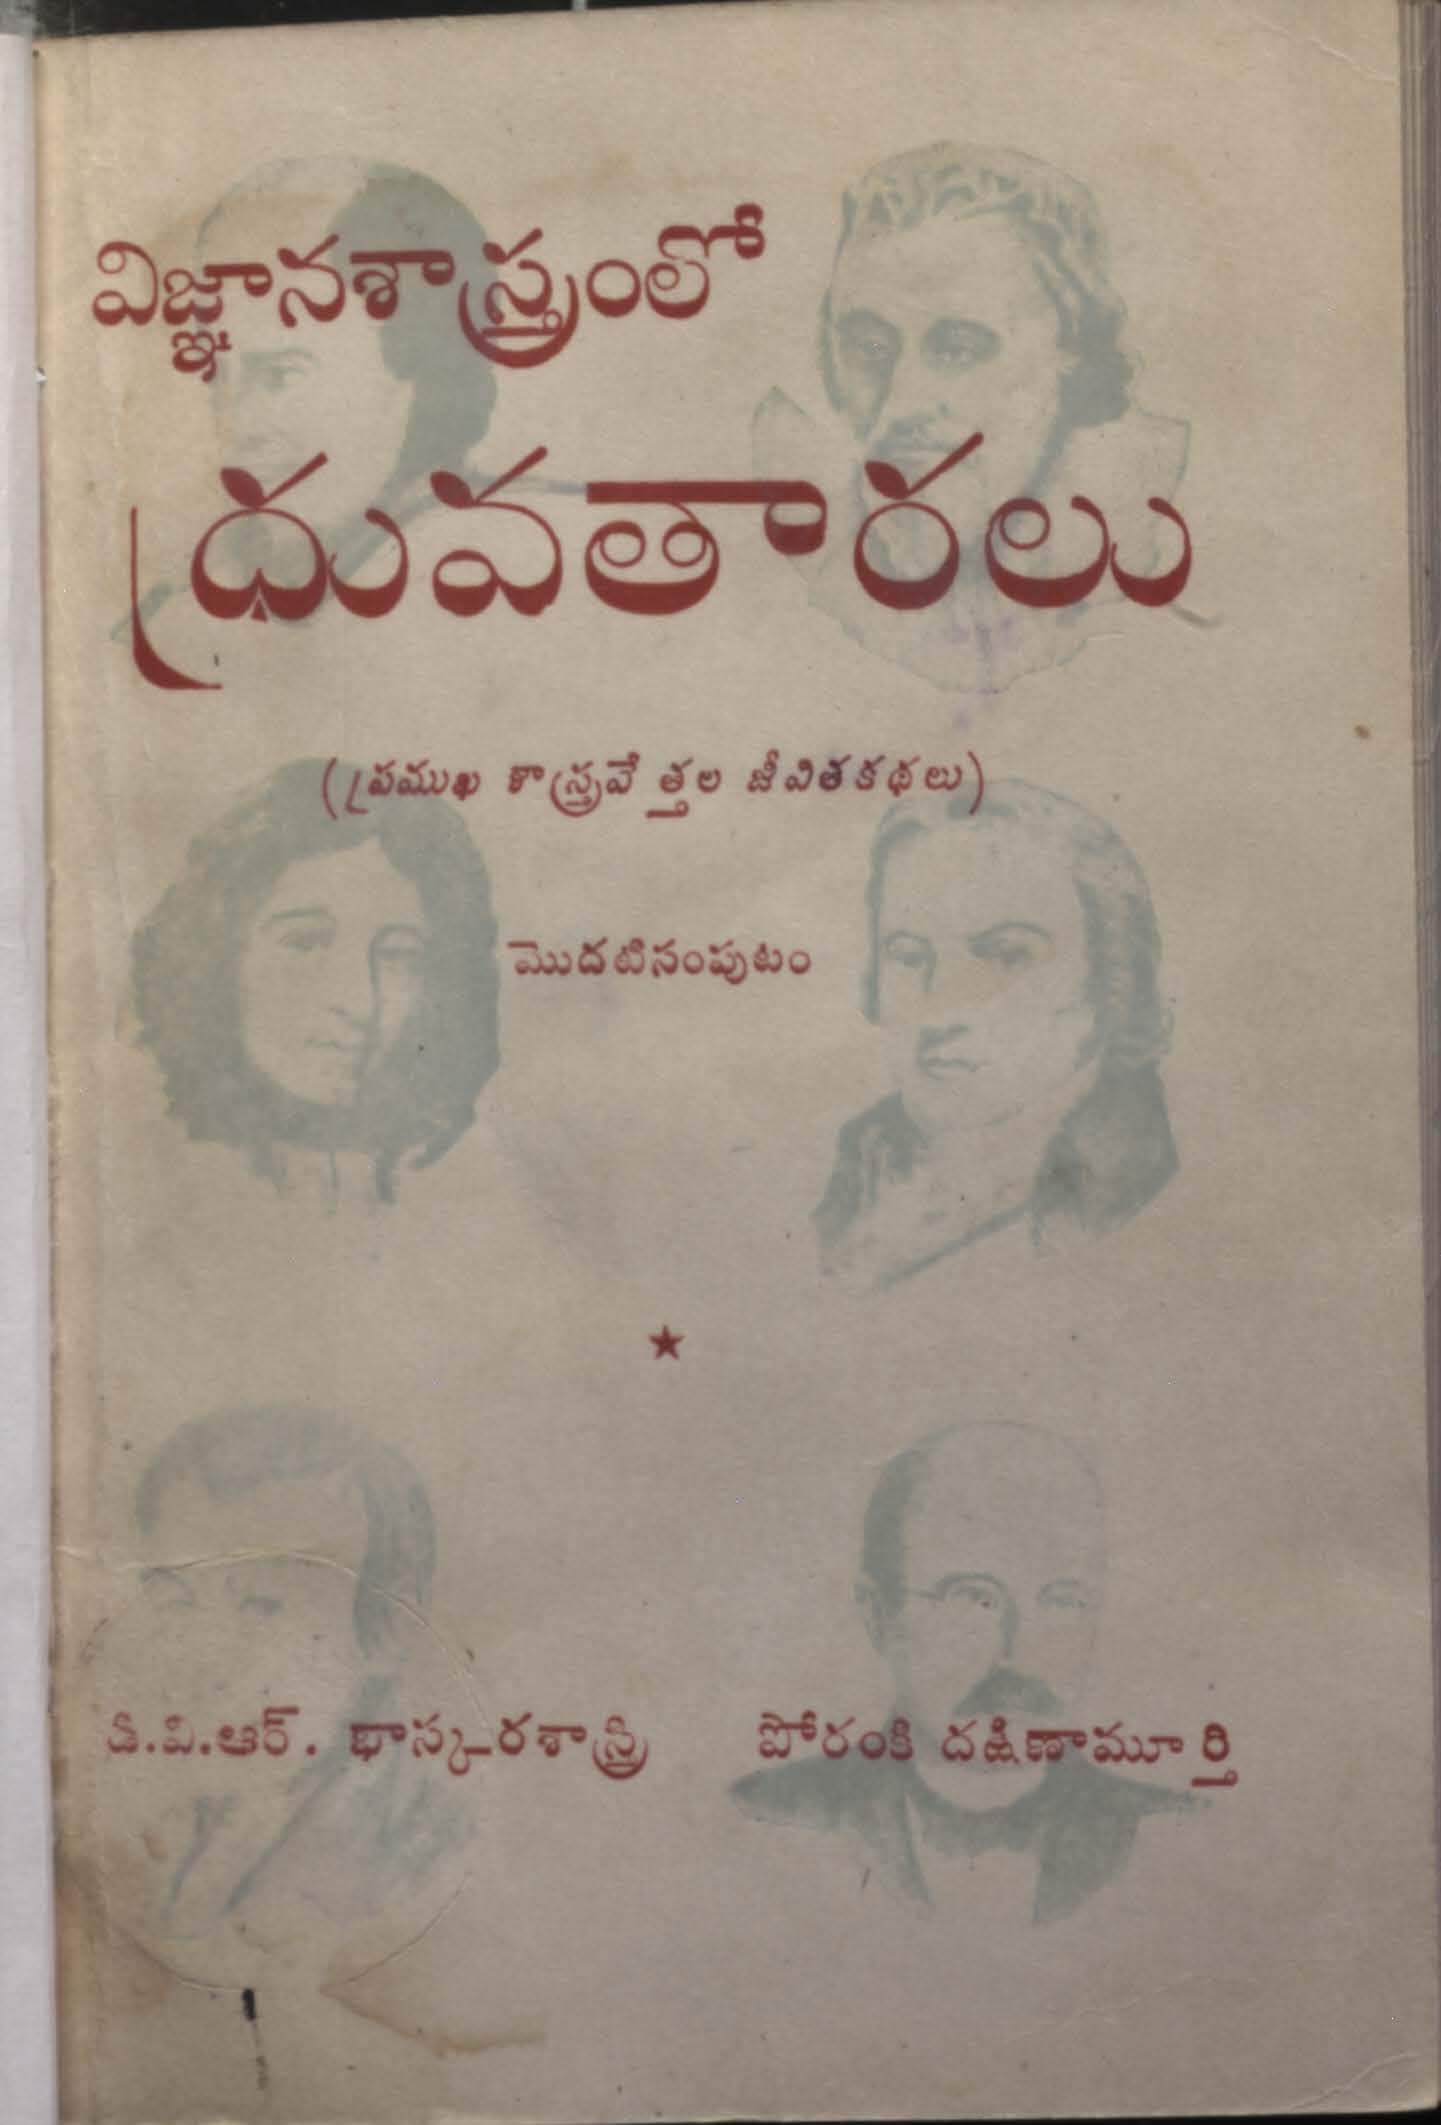 విజ్ఞానశాస్త్రంలో
ధ్రువతారలు
(ప్రముఖ శాస్త్రవేత్తల జీవితకథలు)
మొదటిసంపుటం
డి.వి.ఆర్. భాస్కరశాస్త్రి పోరంకి దక్షిణామూర్తి